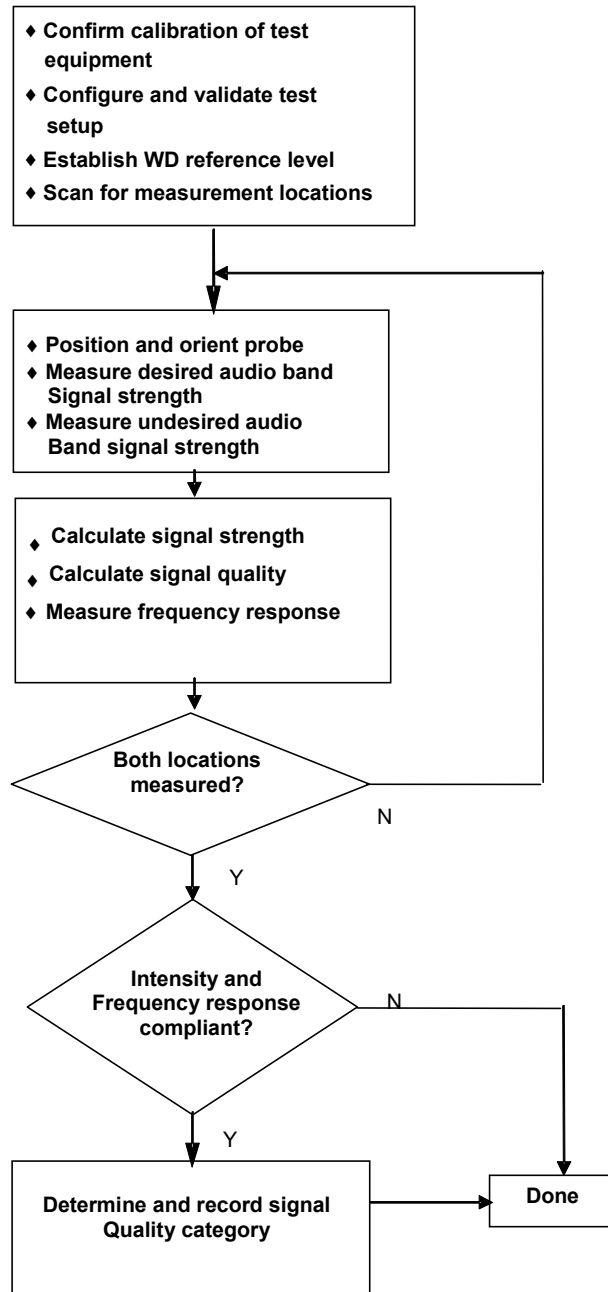 ♦ Confirm calibration of test
equipment
♦ Configure and validate test
setup
♦ Establish WD reference level
♦ Scan for measurement locations
♦ Position and orient probe
♦ Measure desired audio band
Signal strength
♦ Measure undesired audio
Band signal strength
♦ Calculate signal strength
♦ Calculate signal quality
♦ Measure frequency response
Both locations
measured?
N
Y
Intensity and
Frequency response
compliant?
N
Y
Determine and record signal
Quality category
Done